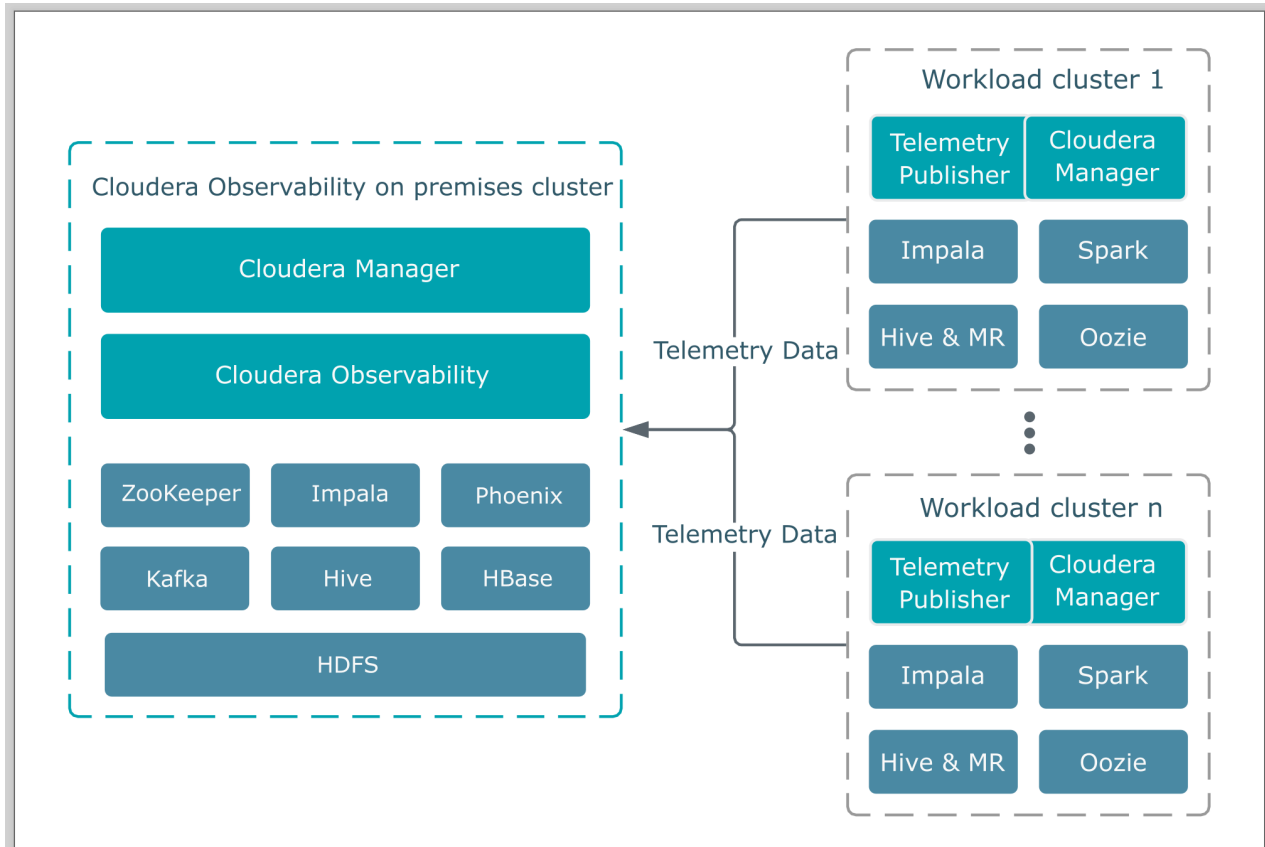 Cloudera Observability on premises cluster
Cloudera Manager
Cloudera Observability
ZooKeeper
Impala
Phoenix
Kafka
Hive
HBase
HDFS
Telemetry Data
Telemetry Data
Workload cluster 1
Telemetry
Publisher
Cloudera
Manager
Impala
Spark
Hive & MR
Oozie
Workload cluster n
Telemetry
Publisher
Cloudera
Manager
Impala
Spark
Hive & MR
Oozie